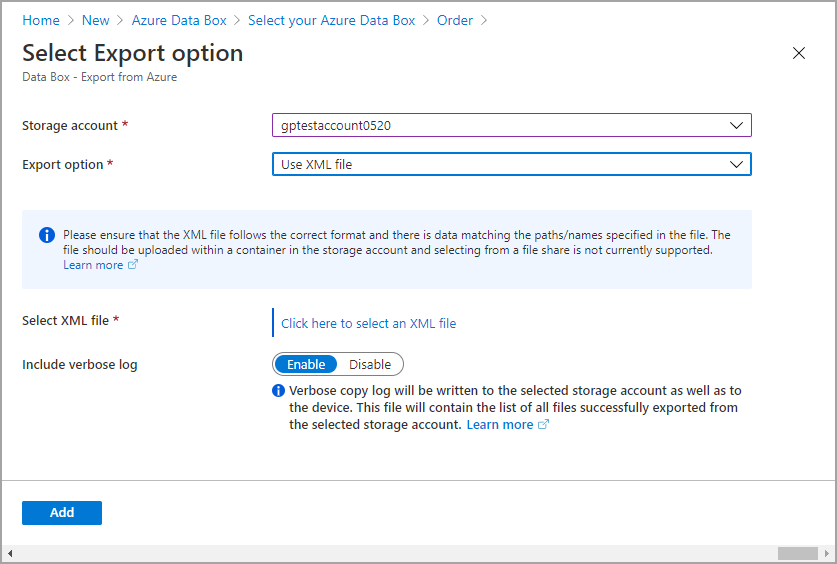 Home > New > Azure Data Box > Select your Azure Data Box > Order >
Select Export option
Data Box - Export from Azure
Storage account *
gptestaccount0520
Export option *
Use XML file
Please ensure that the XML file follows the correct format and there is data matching the paths/names specified in the file. The
file should be uploaded within a container in the storage account and selecting from a file share is not currently supported.
Learn more
Select XML file *
Click here to select an XML file
Include verbose log
Enable Disable
Verbose copy log will be written to the selected storage account as well as to
the device. This file will contain the list of all files successfully exported from
the selected storage account. Learn more
Add